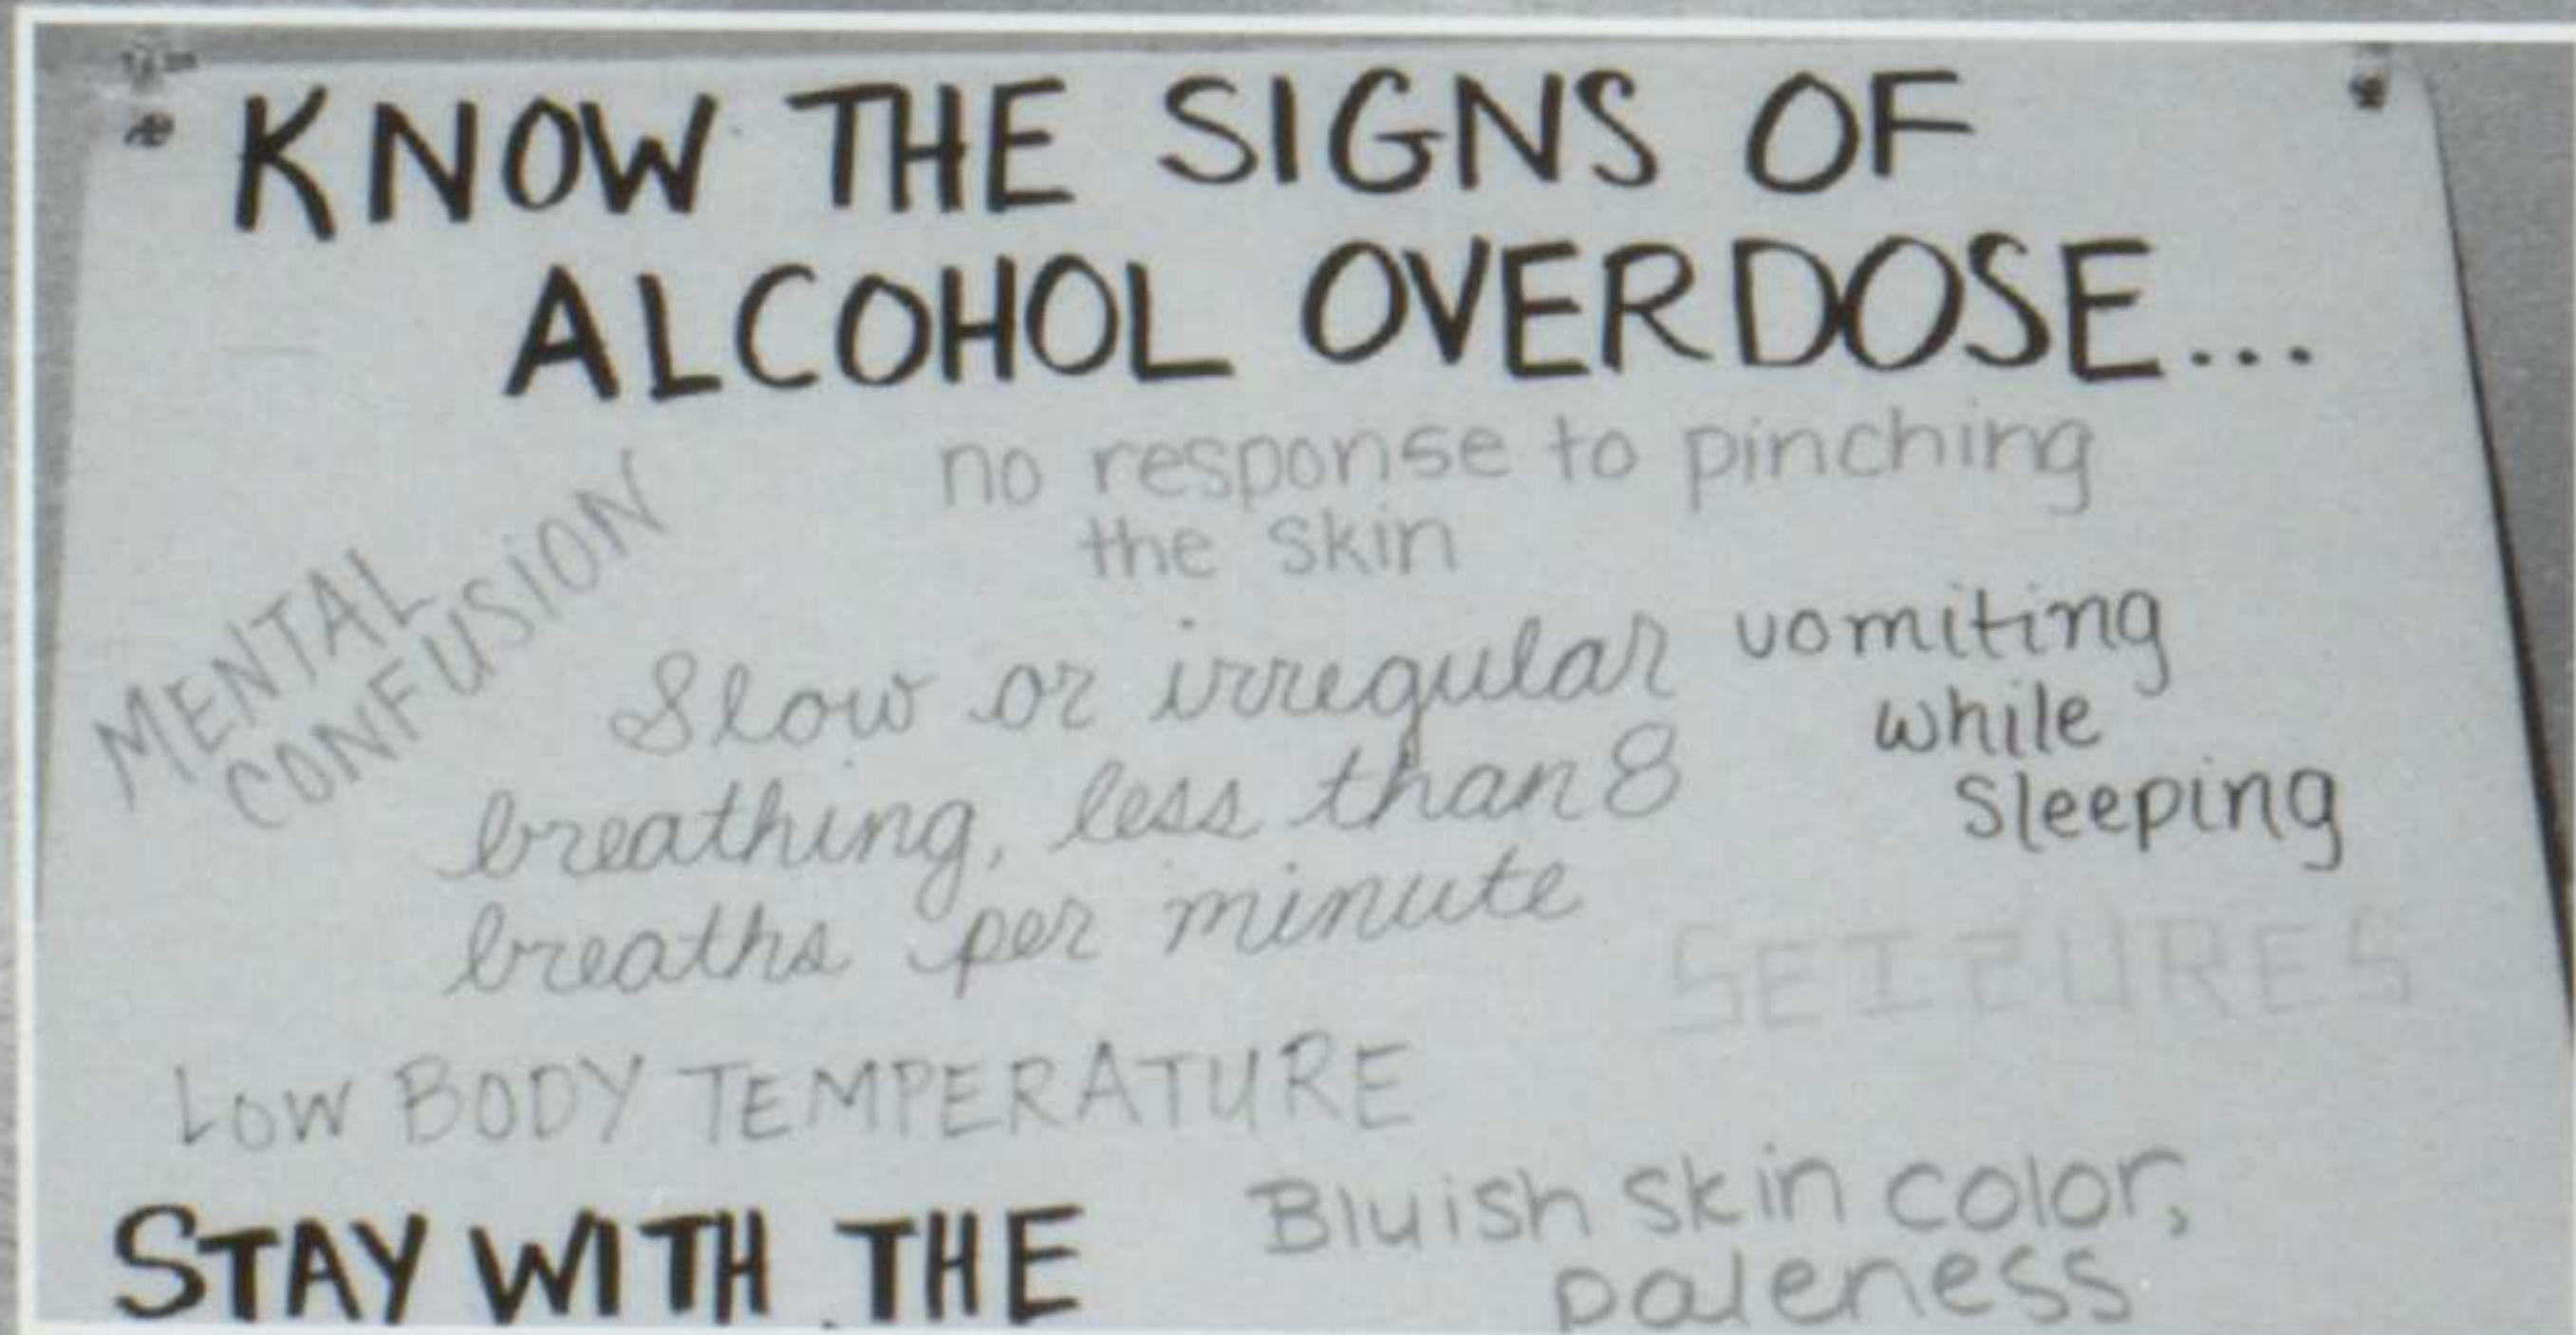 KNOW THE SIGNS OF
ALCOHOL OVERDOSE...
no response to pinching
the skin
MENTAL
CONFUSION
Slow or irregular
breathing, less than 8
breaths per minute
vomiting
while
sleeping
SEIZURES
LOW BODY TEMPERATURE
Bluish skin color,
paleness
STAY WITH THE